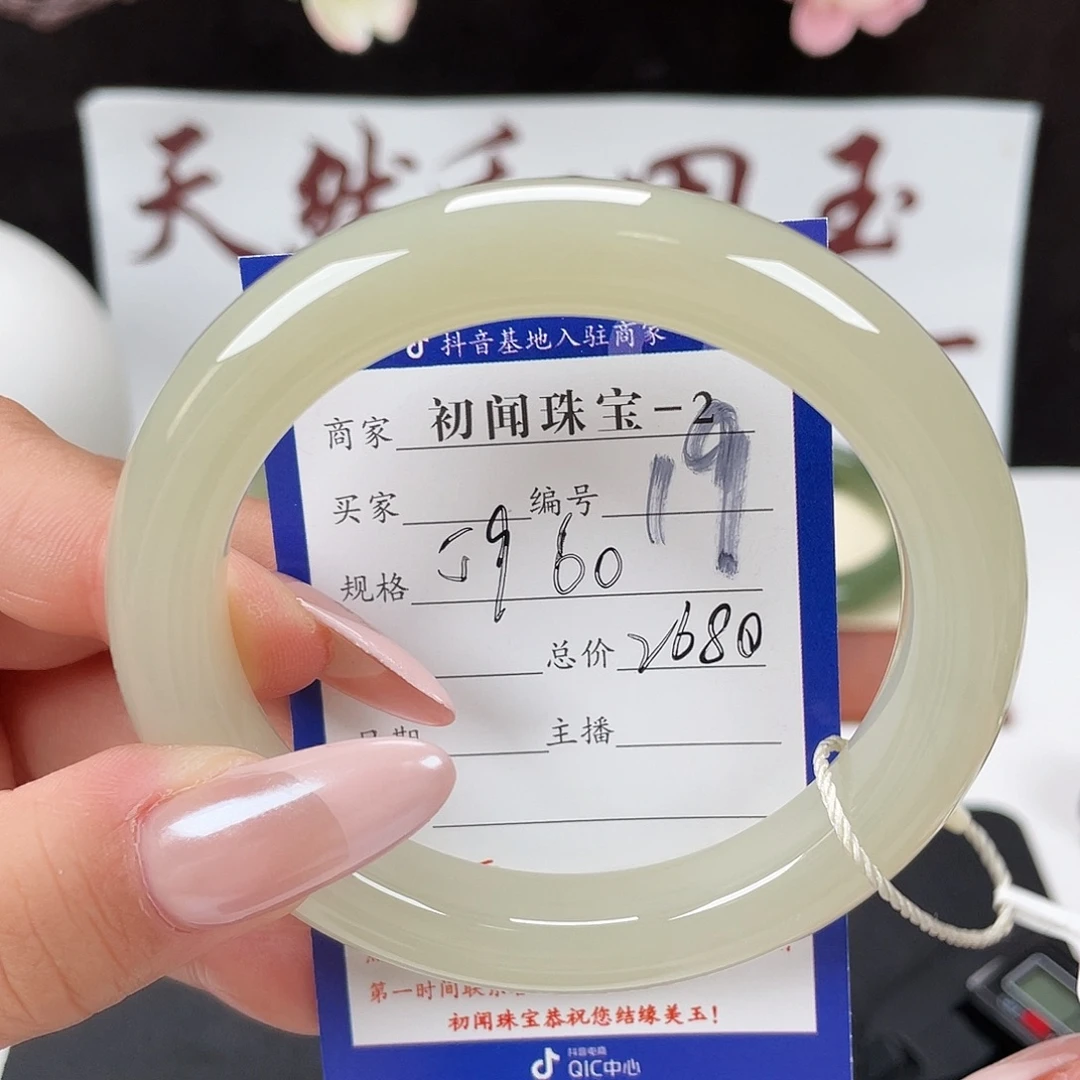 天然和田玉
抖音基地入驻商家
商家 初闻珠宝-2
买家 编号 19
规格 59 60
总价 2680
日期 主播
第一时间联系
初闻珠宝恭祝您结缘美玉!
抖音电商
QIC中心